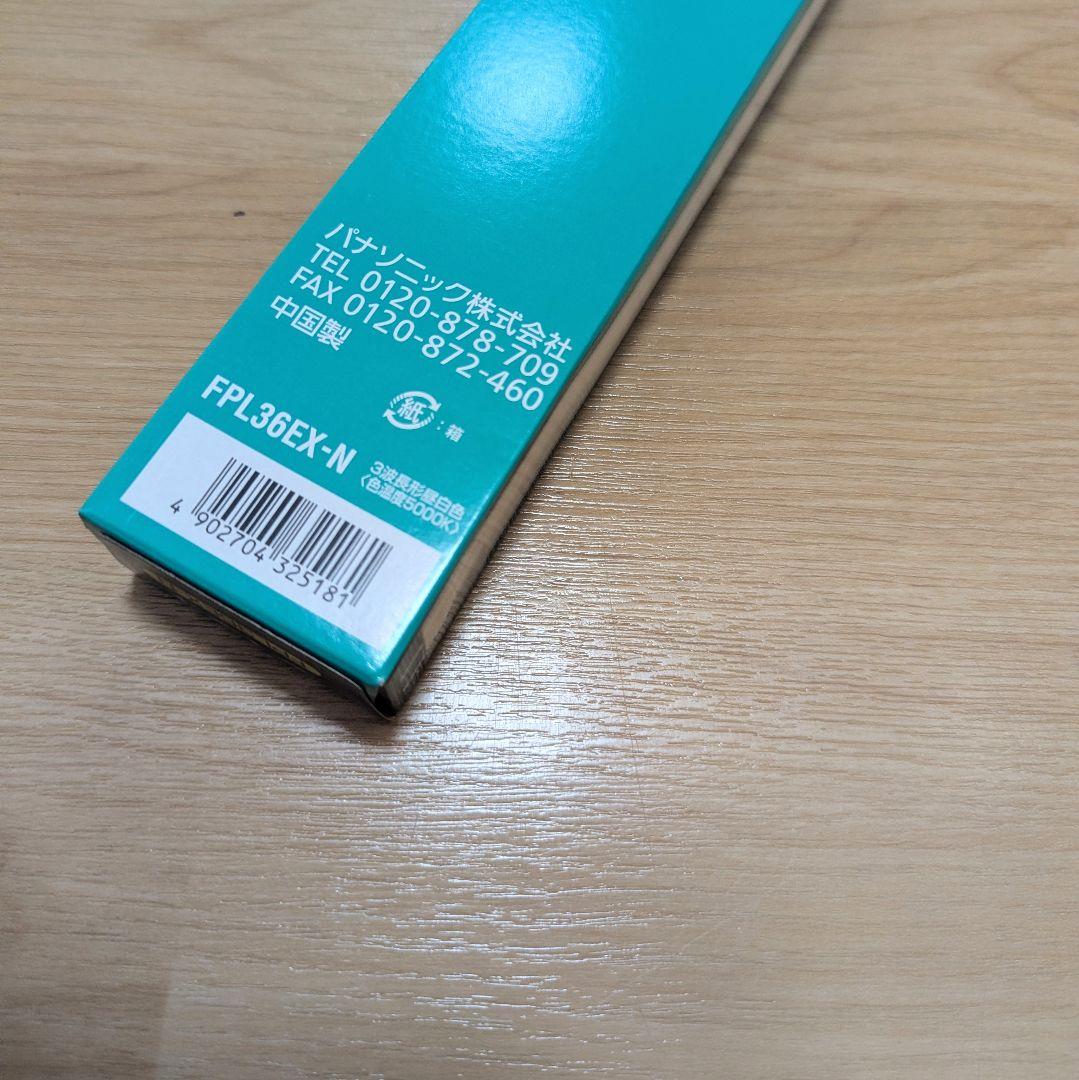 パナソニック株式会社
TEL 0120-878-709
FAX 0120-872-460
中国製
紙:箱
FPL36EX-N
3波長形昼白色
〈色温度5000K〉
4 902704 325181